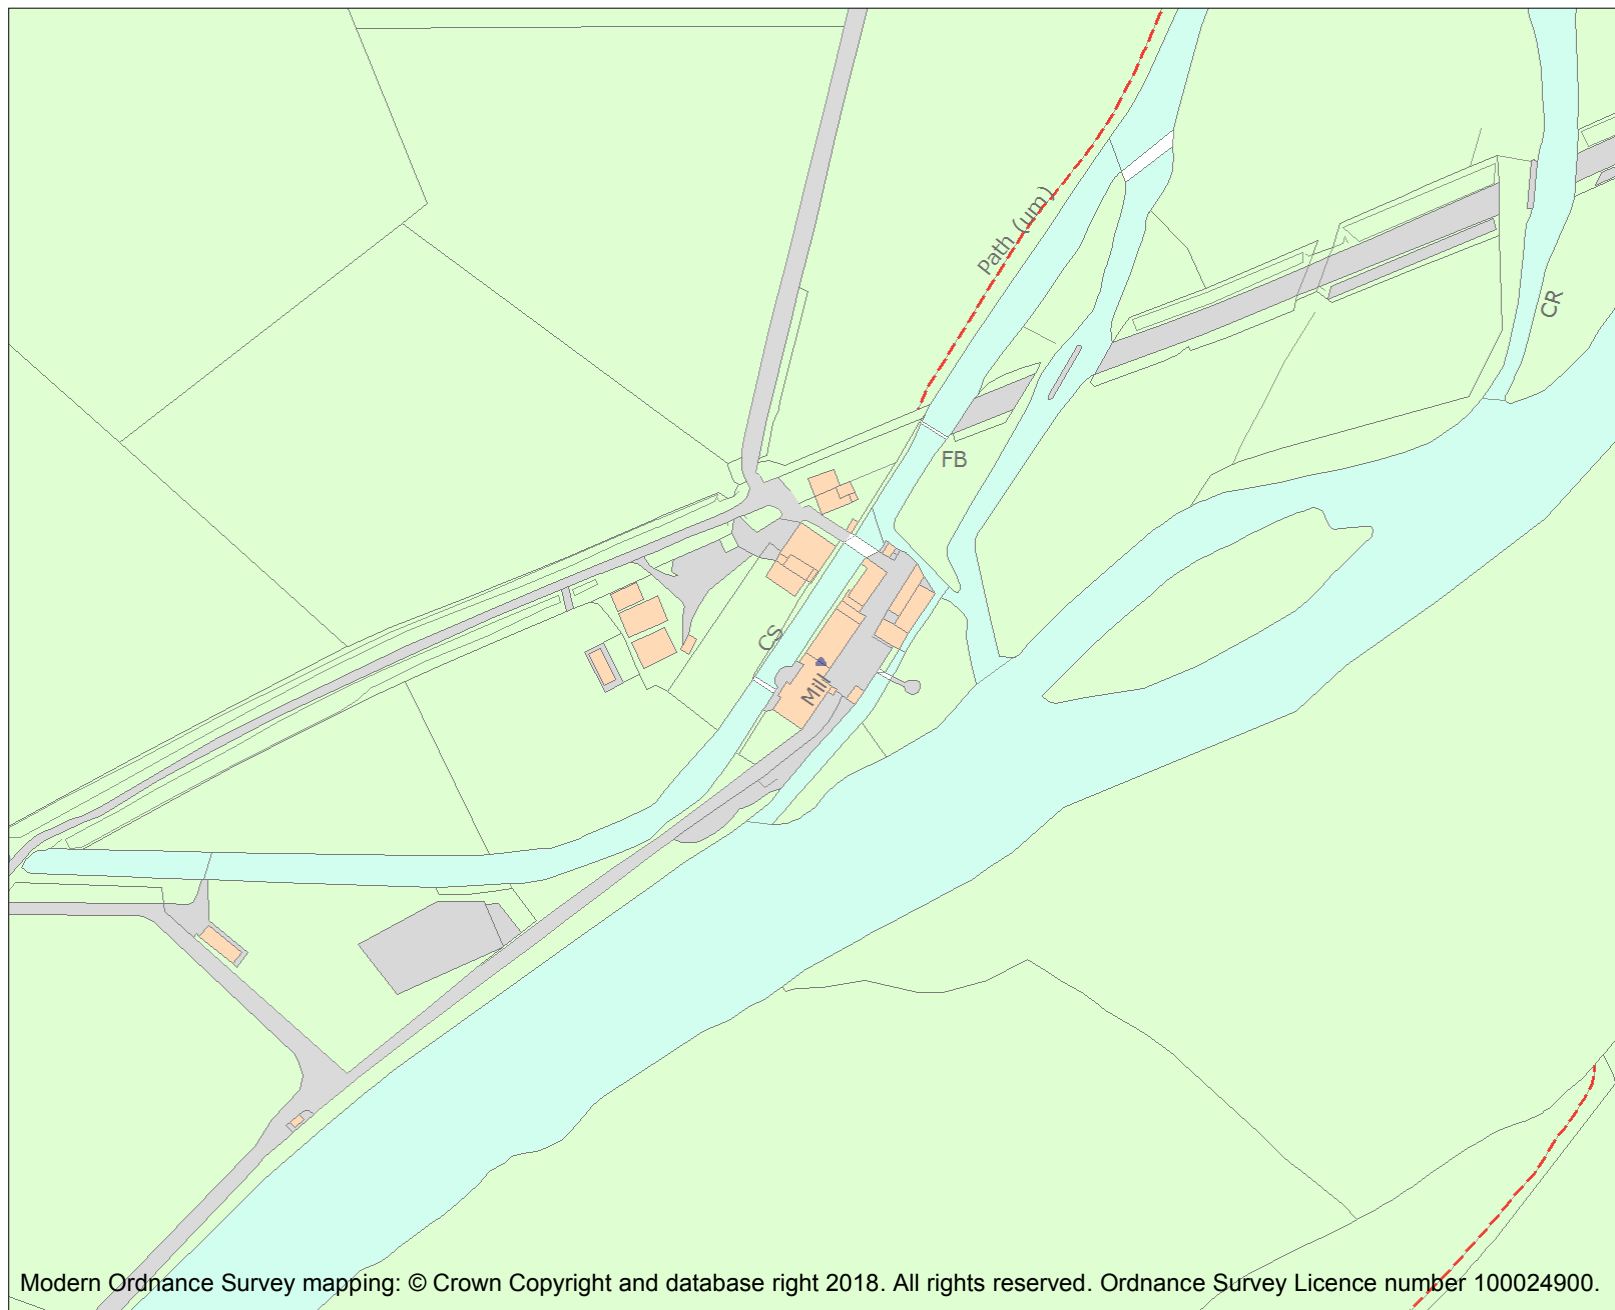 Path (um)
CR
FB
CS
Mill
Modern Ordnance Survey mapping: © Crown Copyright and database right 2018. All rights reserved. Ordnance Survey Licence number 100024900.